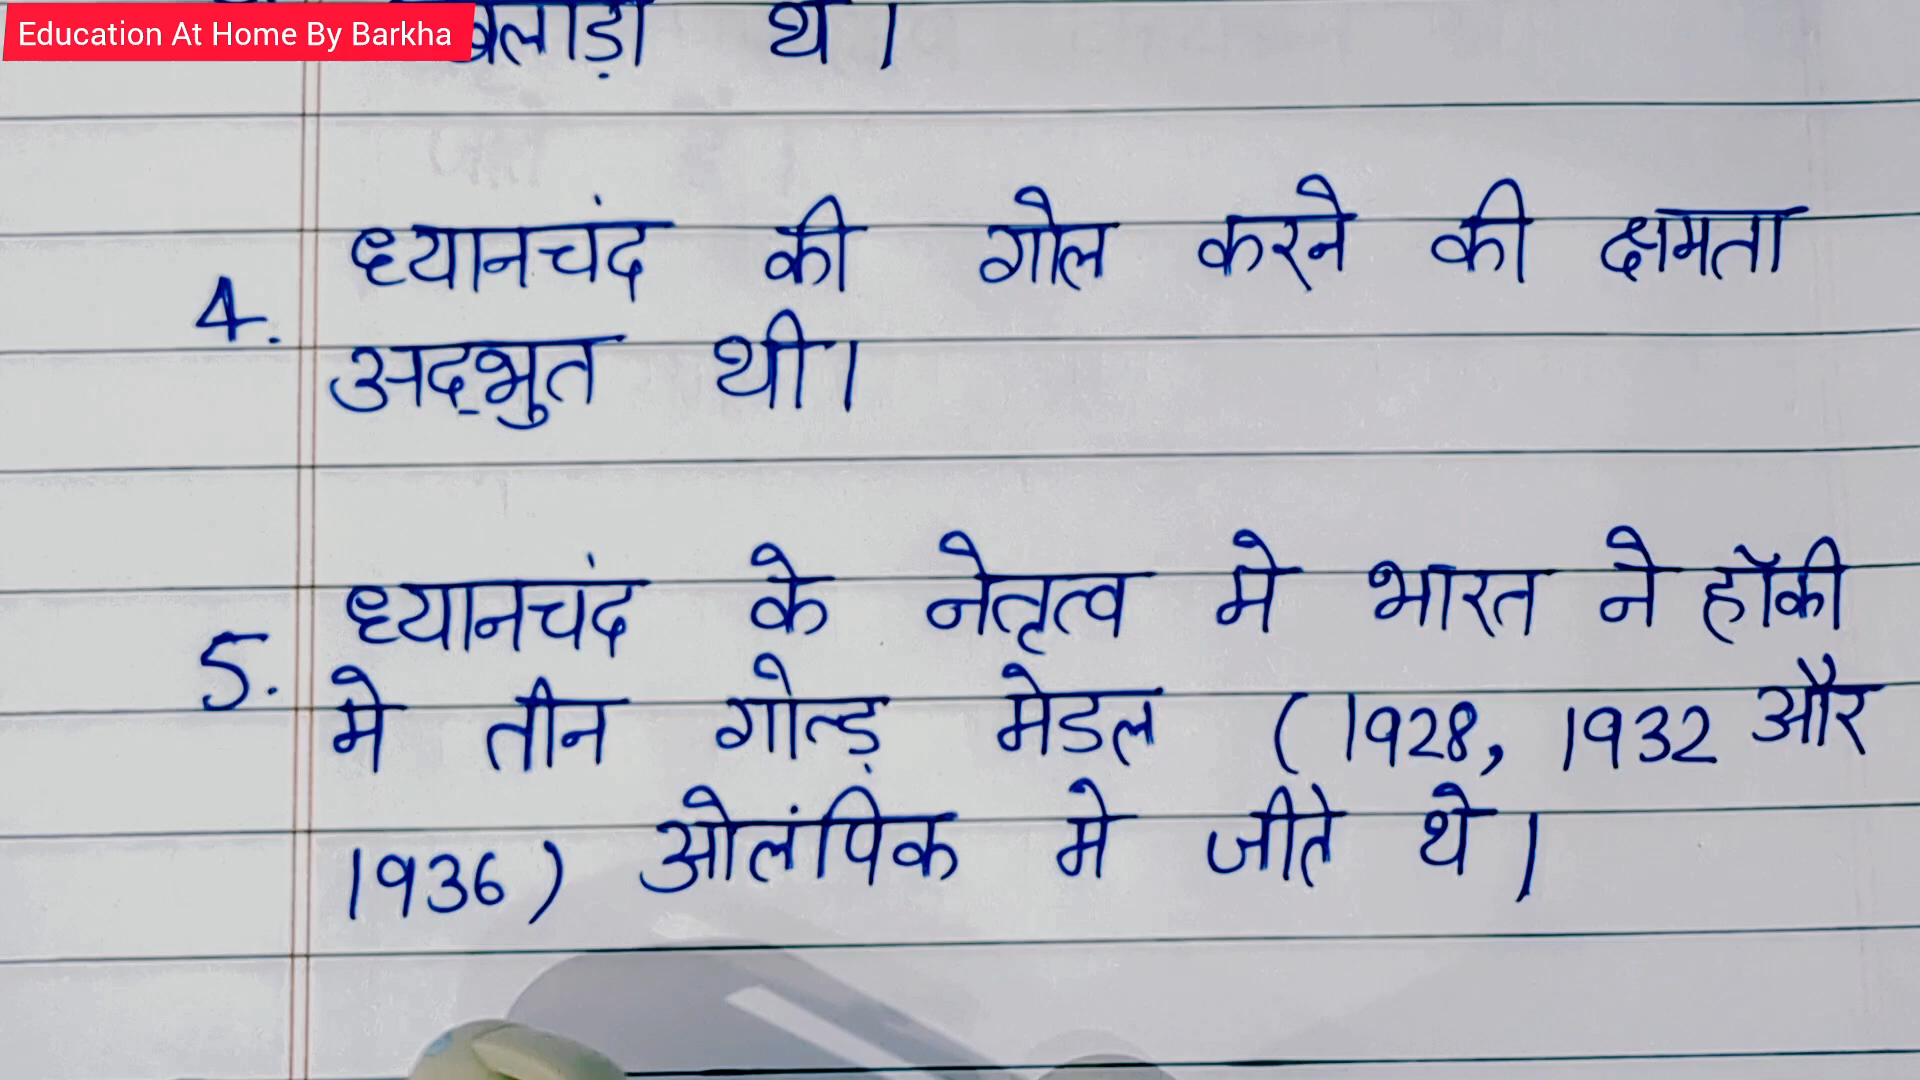 Education At Home By Barkha
थे ।
ध्यानचंद की गोल करने की क्षमता
4.
अद्भुत थी।
ध्यानचंद के नेतृत्व मे भारत ने हॉकी
5.
मे तीन गोल्ड़ मेडल (1928, 1932 और
1936) ओलंपिक मे जीते थे।